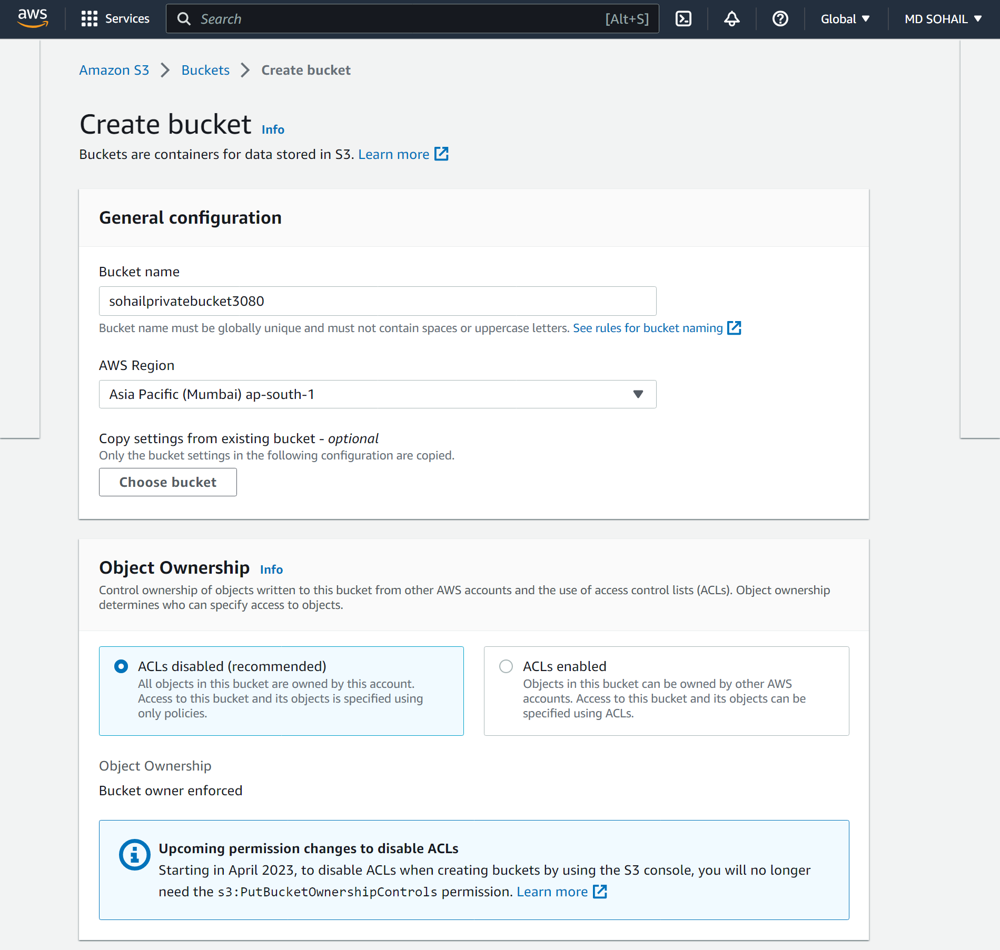 aws Services Search [Alt+S] Global MD SOHAIL
Amazon S3 Buckets Create bucket
Create bucket Info
Buckets are containers for data stored in S3. Learn more
General configuration
Bucket name
sohailprivatebucket3080
Bucket name must be globally unique and must not contain spaces or uppercase letters. See rules for bucket naming
AWS Region
Asia Pacific (Mumbai) ap-south-1
Copy settings from existing bucket - optional
Only the bucket settings in the following configuration are copied.
Choose bucket
Object Ownership Info
Control ownership of objects written to this bucket from other AWS accounts and the use of access control lists (ACLs). Object ownership
determines who can specify access to objects.
ACLs disabled (recommended)
All objects in this bucket are owned by this account.
Access to this bucket and its objects is specified using
only policies.
ACLs enabled
Objects in this bucket can be owned by other AWS
accounts. Access to this bucket and its objects can be
specified using ACLs.
Object Ownership
Bucket owner enforced
Upcoming permission changes to disable ACLs
Starting in April 2023, to disable ACLs when creating buckets by using the S3 console, you will no longer
need the s3:PutBucketOwnershipControls permission. Learn more